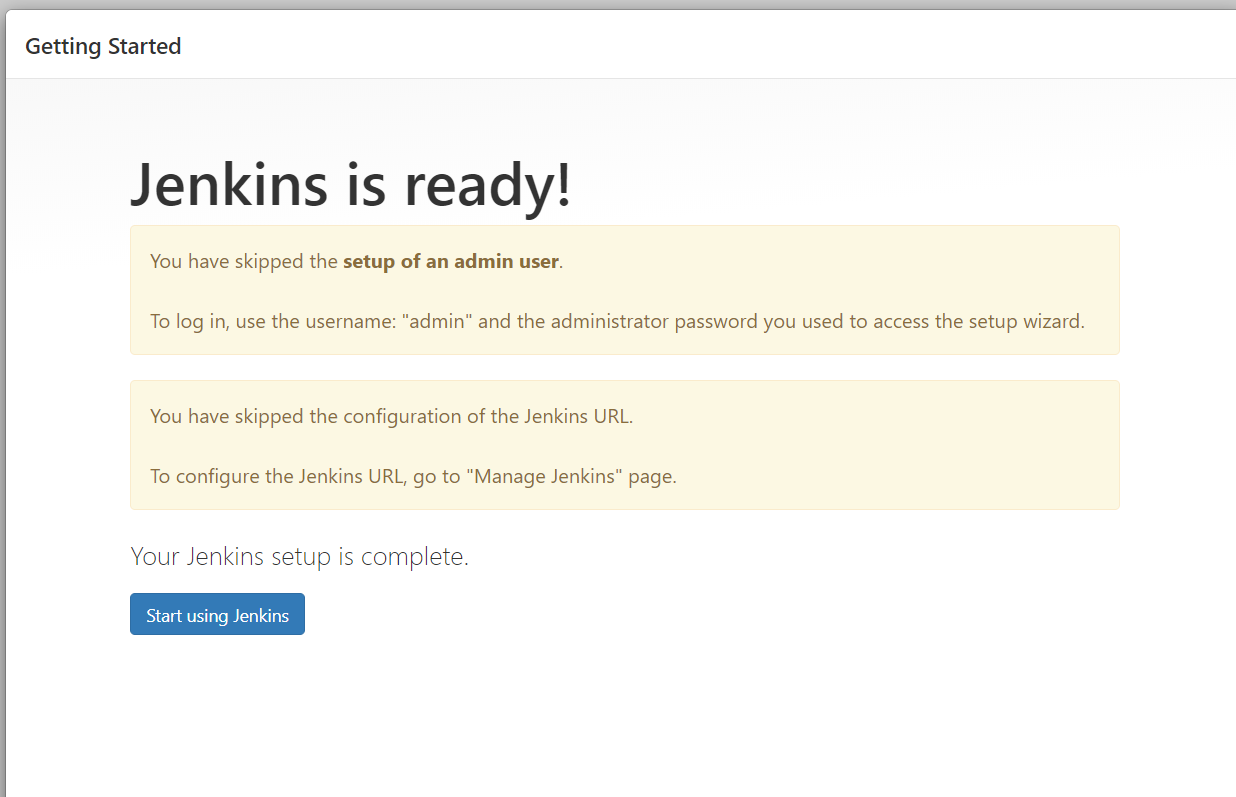 Getting Started
Jenkins is ready!
You have skipped the setup of an admin user.
To log in, use the username: "admin" and the administrator password you used to access the setup wizard.
You have skipped the configuration of the Jenkins URL.
To configure the Jenkins URL, go to "Manage Jenkins" page.
Your Jenkins setup is complete.
Start using Jenkins